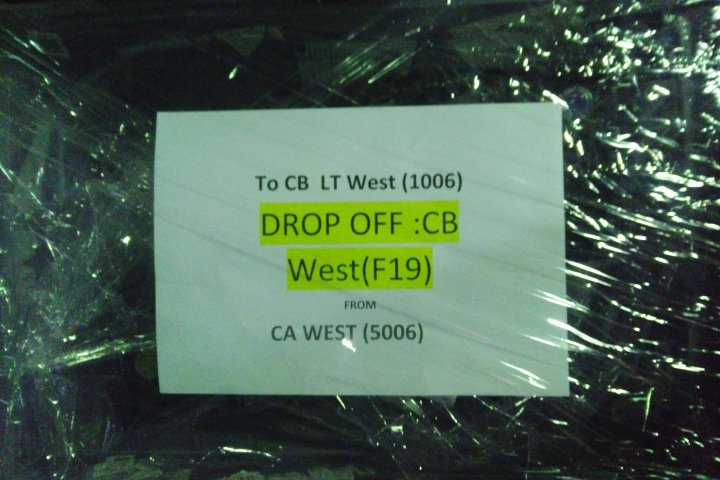 To CB LT West (1006)
DROP OFF :CB
West(F19)
FROM
CA WEST (5006)